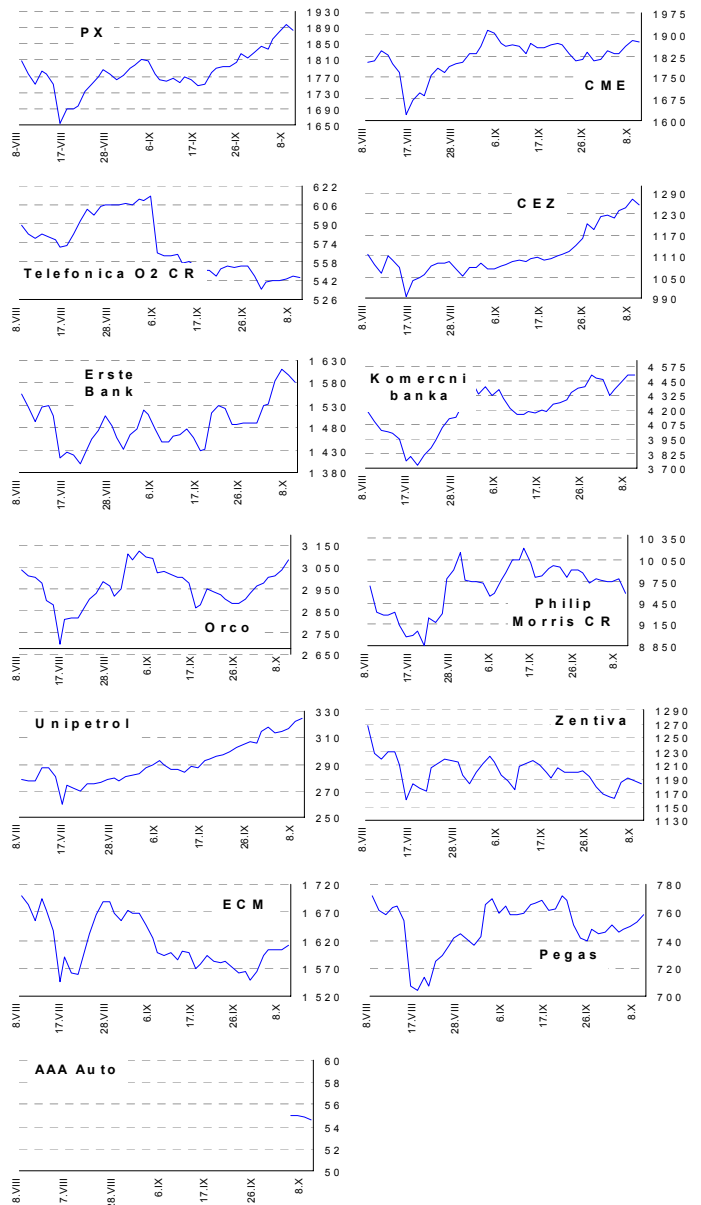 PX
1930
1890
1850
1810
1770
1730
1690
1650
8-VIII
17-VIII
28-VIII
6-IX
17-IX
26-IX
8-X
CME
1975
1900
1825
1750
1675
1600
8.VIII
17.VIII
28.VIII
6.IX
17.IX
26.IX
8.X
Telefonica O2 CR
622
606
590
574
558
542
526
8.VIII
17.VIII
28.VIII
6.IX
17.IX
26.IX
8.X
CEZ
1290
1230
1170
1110
1050
990
8.VIII
17.VIII
28.VIII
6.IX
17.IX
26.IX
8.X
Erste
Bank
1 630
1 580
1 530
1 480
1 430
1 380
8.VIII
17.VIII
28.VIII
6.IX
17.IX
26.IX
8.X
Komercni
banka
4 575
4 450
4 325
4 200
4 075
3 950
3 825
3 700
8.VIII
17.VIII
28.VIII
6.IX
17.IX
26.IX
8.X
Orco
3 150
3 050
2 950
2 850
2 750
2 650
8.VIII
17.VIII
28.VIII
6.IX
17.IX
26.IX
8.X
Philip
Morris CR
10 350
10 050
9 750
9 450
9 150
8 850
8.VIII
17.VIII
28.VIII
6.IX
17.IX
26.IX
8.X
Unipetrol
330
310
290
270
250
8.VIII
17.VIII
28.VIII
6.IX
17.IX
26.IX
8.X
Zentiva
1290
1270
1250
1230
1210
1190
1170
1150
1130
8.VIII
17.VIII
28.VIII
6.IX
17.IX
26.IX
8.X
ECM
1 720
1 670
1 620
1 570
1 520
8.VIII
17.VIII
28.VIII
6.IX
17.IX
26.IX
8.X
Pegas
780
760
740
720
700
8.VIII
17.VIII
28.VIII
6.IX
17.IX
26.IX
8.X
AAA Auto
60
58
56
54
52
50
8.VIII
7.VIII
28.VIII
6.IX
17.IX
26.IX
8.X